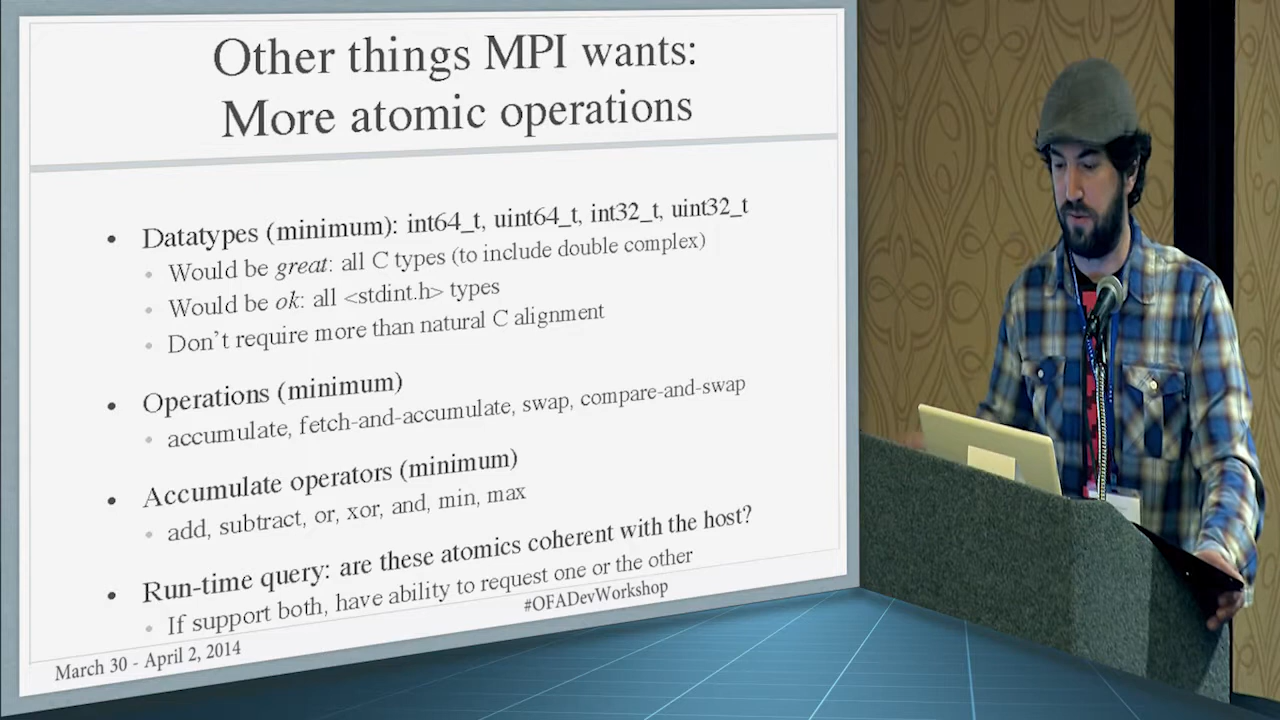 Other things MPI wants:
More atomic operations
• Datatypes (minimum): int64_t, uint64_t, int32_t, uint32_t
• Would be great: all C types (to include double complex)
• Would be ok: all <stdint.h> types
• Don't require more than natural C alignment
• Operations (minimum)
• accumulate, fetch-and-accumulate, swap, compare-and-swap
• Accumulate operators (minimum)
• add, subtract, or, xor, and, min, max
• Run-time query: are these atomics coherent with the host?
• If support both, have ability to request one or the other
March 30 - April 2, 2014
#OFADevWorkshop